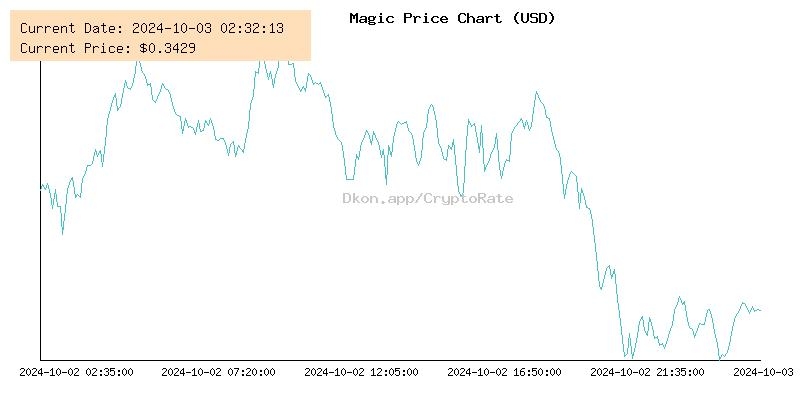 Magic Price Chart (USD)
Current Date: 2024-10-03 02:32:13
Current Price: $0.3429
Dkon.app/CryptoRate
2024-10-02 02:35:00 2024-10-02 07:20:00 2024-10-02 12:05:00 2024-10-02 16:50:00 2024-10-02 21:35:00 2024-10-03